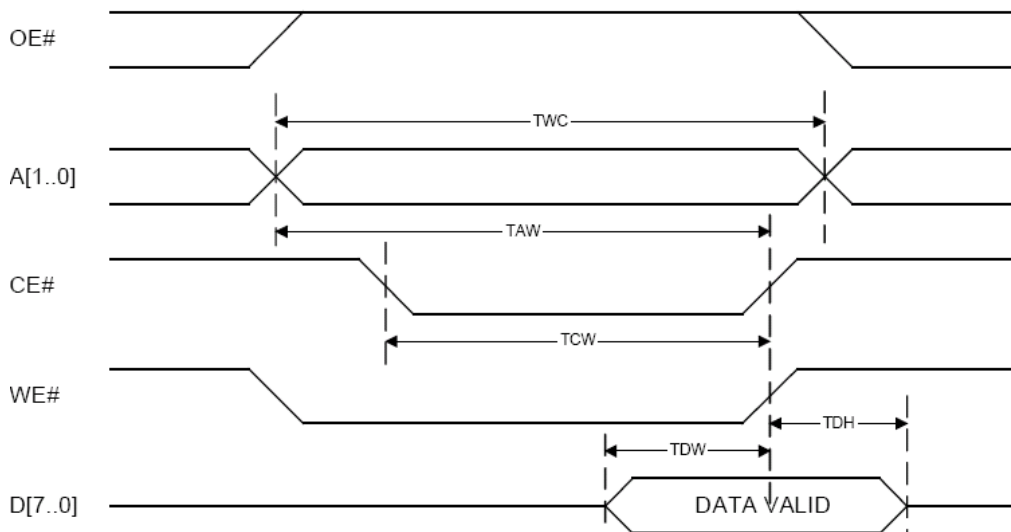 OE#
TWC
A[1..0]
TAW
CE#
TCW
WE#
TDH
TDW
D[7..0]
DATA VALID